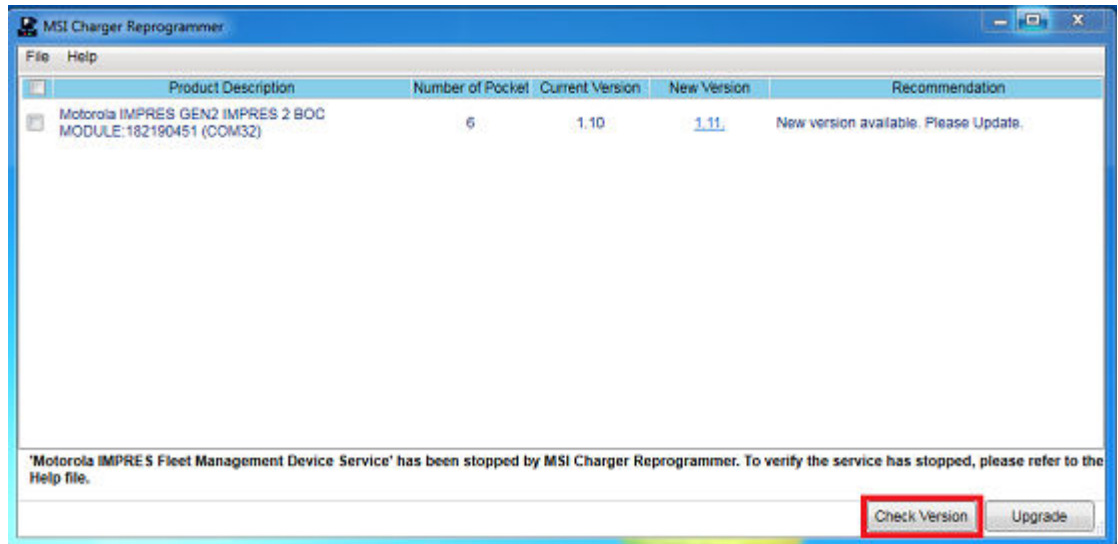 MSI Charger Reprogrammer
File Help
Product Description Number of Pocket Current Version New Version Recommendation
Motorola IMPRES GEN2 IMPRES 2 BOC
MODULE:182190451 (COM32) 6 1.10 1.11. New version available. Please Update.
'Motorola IMPRES Fleet Management Device Service' has been stopped by MSI Charger Reprogrammer. To verify the service has stopped, please refer to the
Help file.
Check Version Upgrade